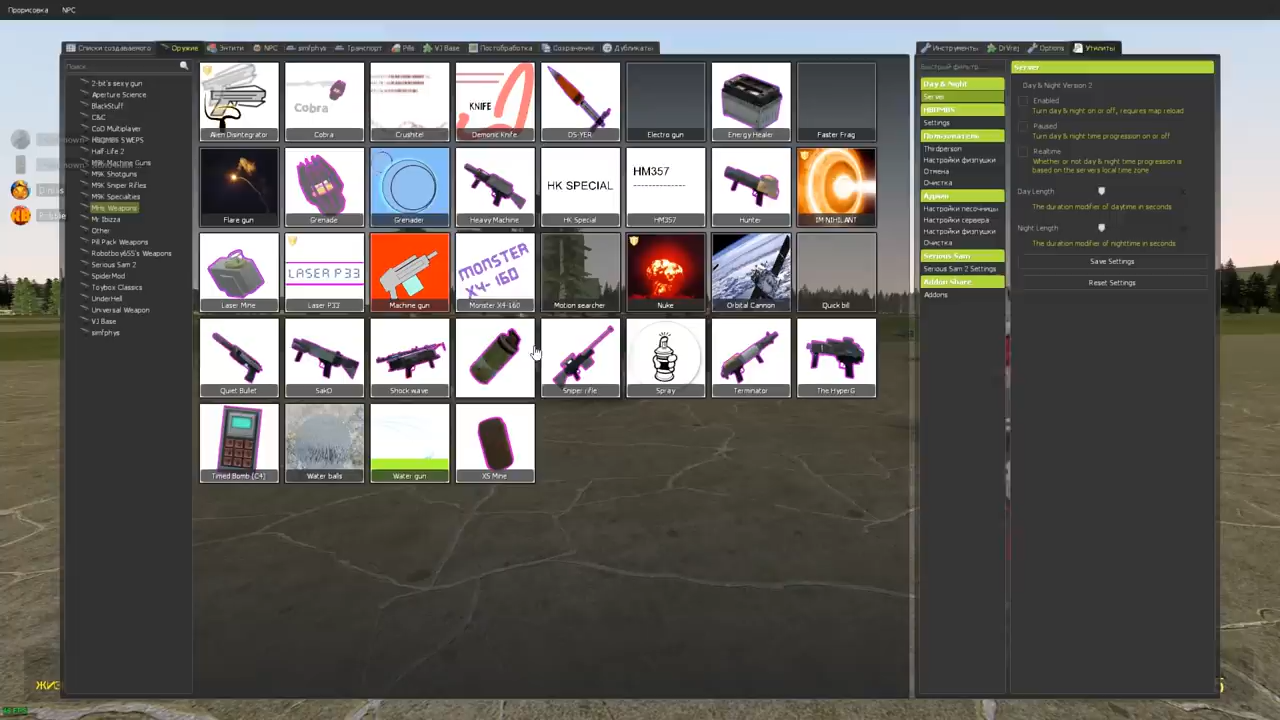 Прорисовка NPC
Списки создаваемого Оружие Энтити NPC simfphys Транспорт Pills VJ Base Постобработка Сохранения Дубликаты
Инструменты DrVrej Options Утилиты
Поиск
2-bit's sexy gun
Aperture Science
BlackStuff
C&C
CoD Multiplayer
Half-Life 2
M9K Machine Guns
M9K Shotguns
M9K Sniper Rifles
M9K Specialties
MHs Weapons
Mr Ibizza
Other
Pill Pack Weapons
Robotboy655's Weapons
Serious Sam 2
SpiderMod
Toybox Classics
UnderHell
Universal Weapon
VJ Base
simfphys
Cobra
KNIFE
Alien Disintegrator Cobra Crushitel Demonic Knife DS-YER Electro gun Energy Healer Faster Frag
HK SPECIAL
HM357
Flare gun Grenade Grenader Heavy Machine HK Special HM357 Hunter IM NIHILANT
LASER P33
MONSTER X4-160
Laser Mine Laser P33 Machine gun Monster X4-160 Motion searcher Nuke Orbital Cannon Quick bill
Quiet Bullet SakO Shock wave Sniper rifle Spray Terminator The HyperG
Timed Bomb (C4) Water balls Water gun XS Mine
Быстрый фильтр...
Day & Night
Server
Settings
Пользователь
Thirdperson
Настройки физпушки
Отмена
Очистка
Админ
Настройки песочницы
Настройки сервера
Настройки физпушки
Очистка
Serious Sam
Serious Sam 2 Settings
Addon Share
Addons
Server
Day & Night Version 2
Enabled
Turn day & night on or off, requires map reload
Paused
Turn day & night time progression on or off
Realtime
Whether or not day & night time progression is
based on the servers local time zone
Day Length
The duration modifier of daytime in seconds
Night Length
The duration modifier of nighttime in seconds
Save Settings
Reset Settings